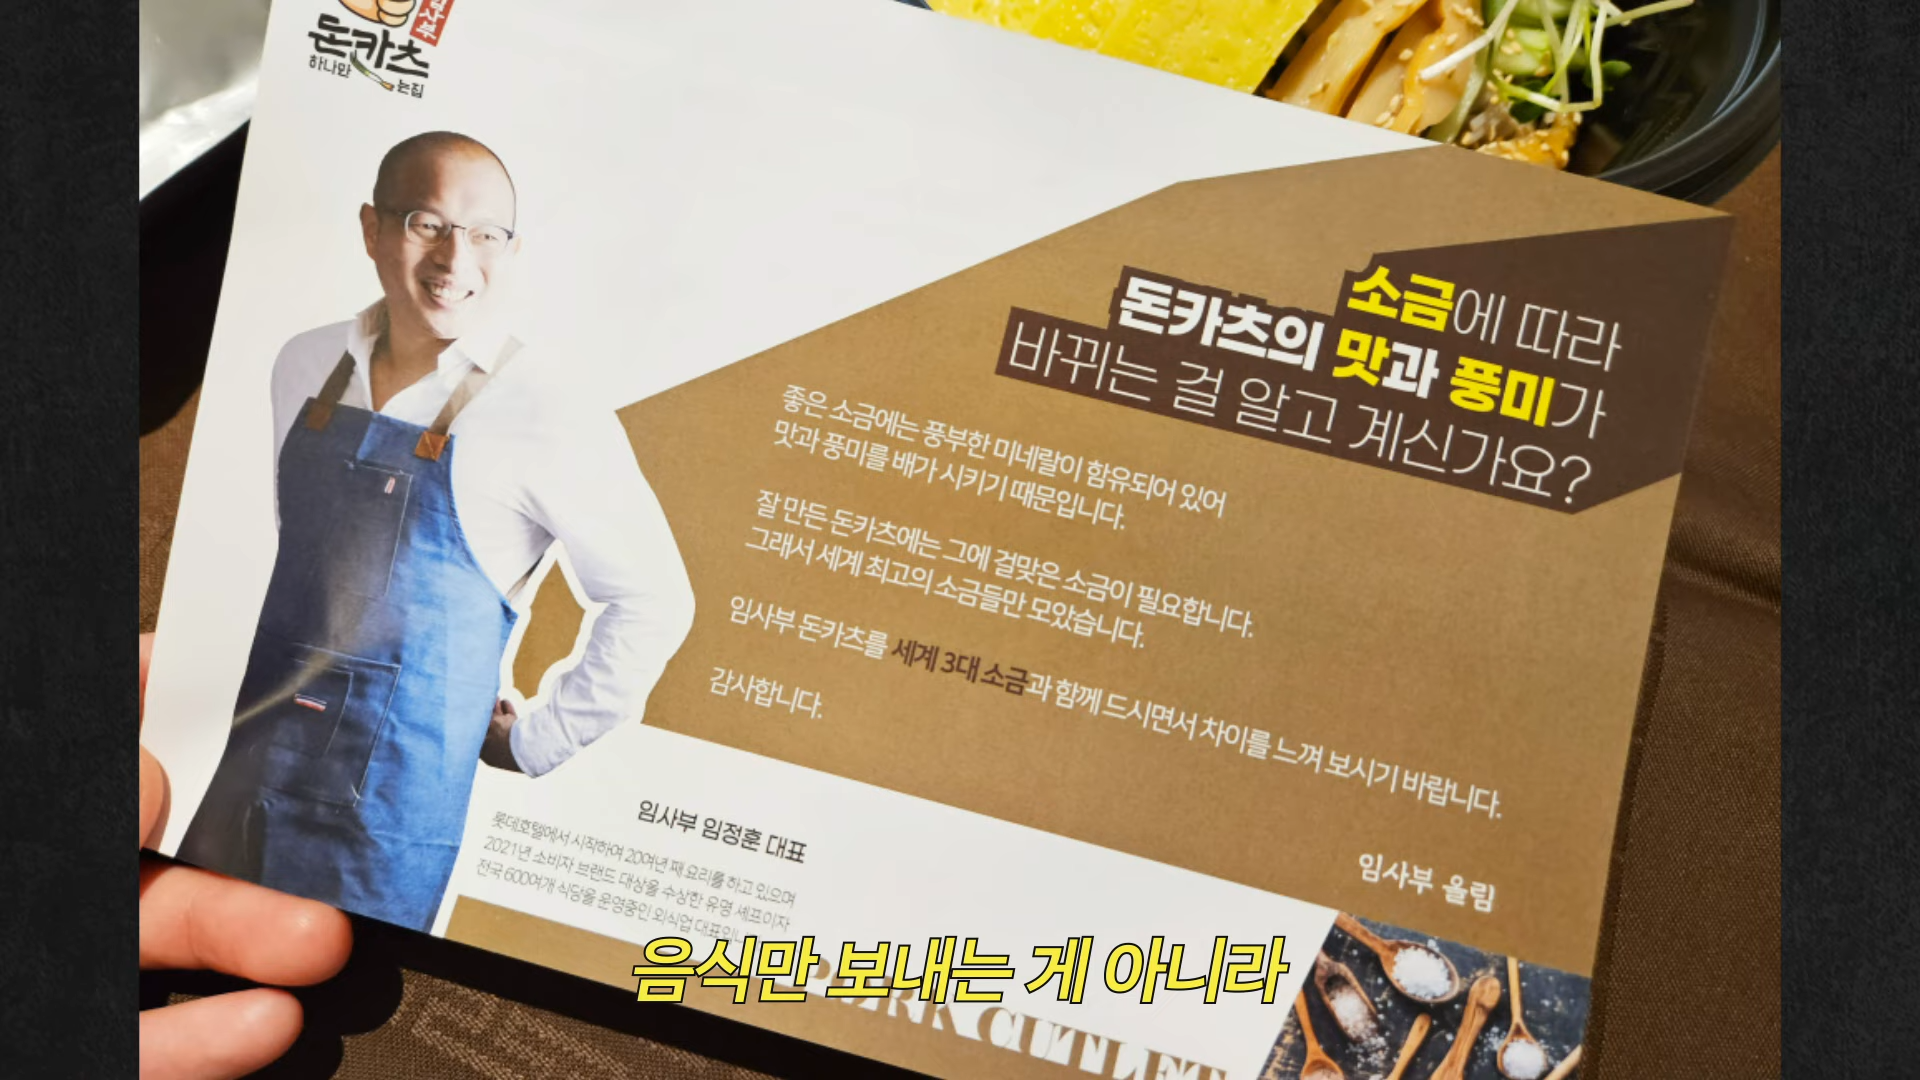 돈카츠
하나만
는집
소금에 따라
돈카츠의 맛과 풍미가
바뀌는 걸 알고 계신가요?
좋은 소금에는 풍부한 미네랄이 함유되어 있어
맛과 풍미를 배가 시키기 때문입니다.
잘 만든 돈카츠에는 그에 걸맞은 소금이 필요합니다.
그래서 세계 최고의 소금들만 모았습니다.
임사부 돈카츠를 세계 3대 소금과 함께 드시면서 차이를 느껴 보시기 바랍니다.
감사합니다.
임사부 올림
임사부 임정훈 대표
롯데호텔에서 시작하여 20여년 째 요리를 하고 있으며
2021년 소비자 브랜드 대상을 수상한 유명 셰프이자
전국 600여개 식당을 운영중인 외식업
음식만 보내는 게 아니라
CUTLET